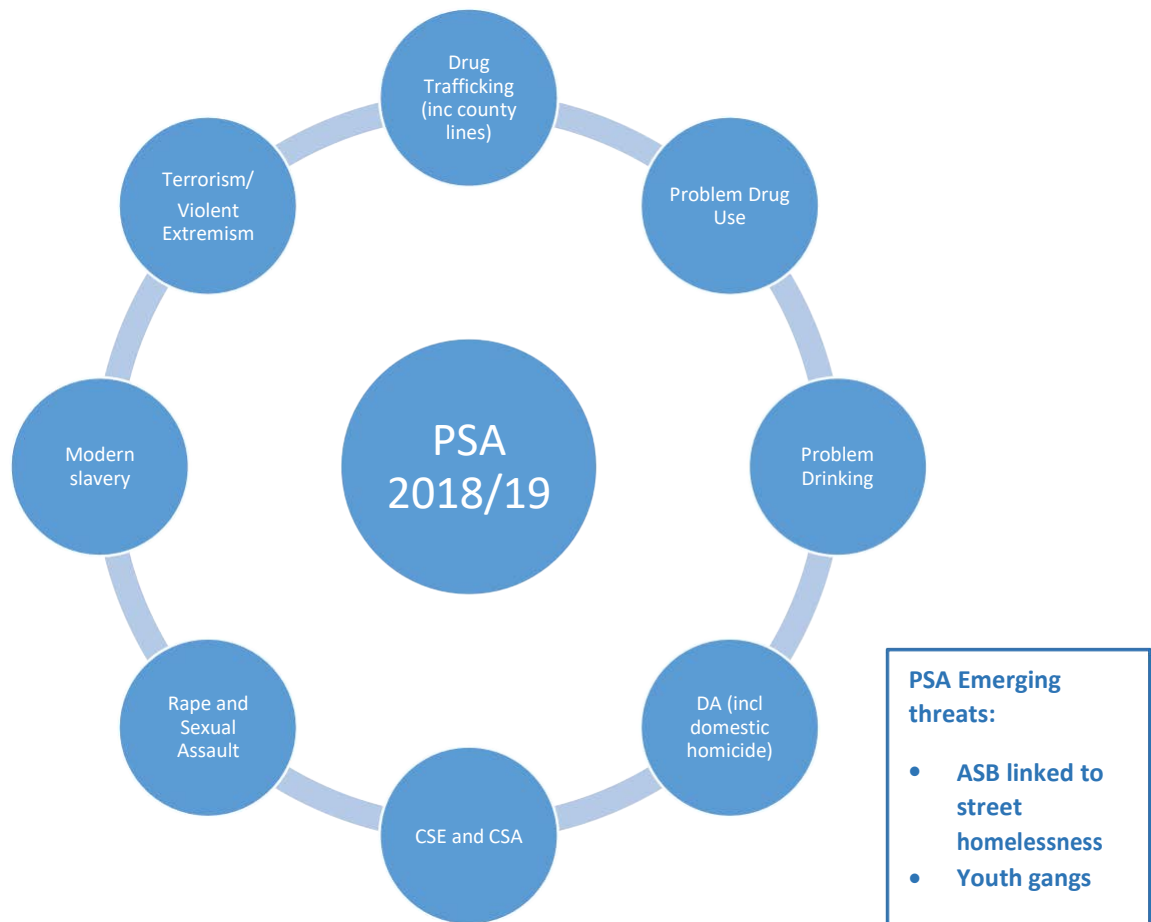 Drug
Trafficking
(inc county
lines)
Problem Drug
Use
Problem
Drinking
DA (incl
domestic
homicide)
CSE and CSA
Rape and
Sexual
Assault
Modern
slavery
Terrorism/
Violent
Extremism
PSA
2018/19
PSA Emerging
threats:
• ASB linked to
street
homelessness
• Youth gangs